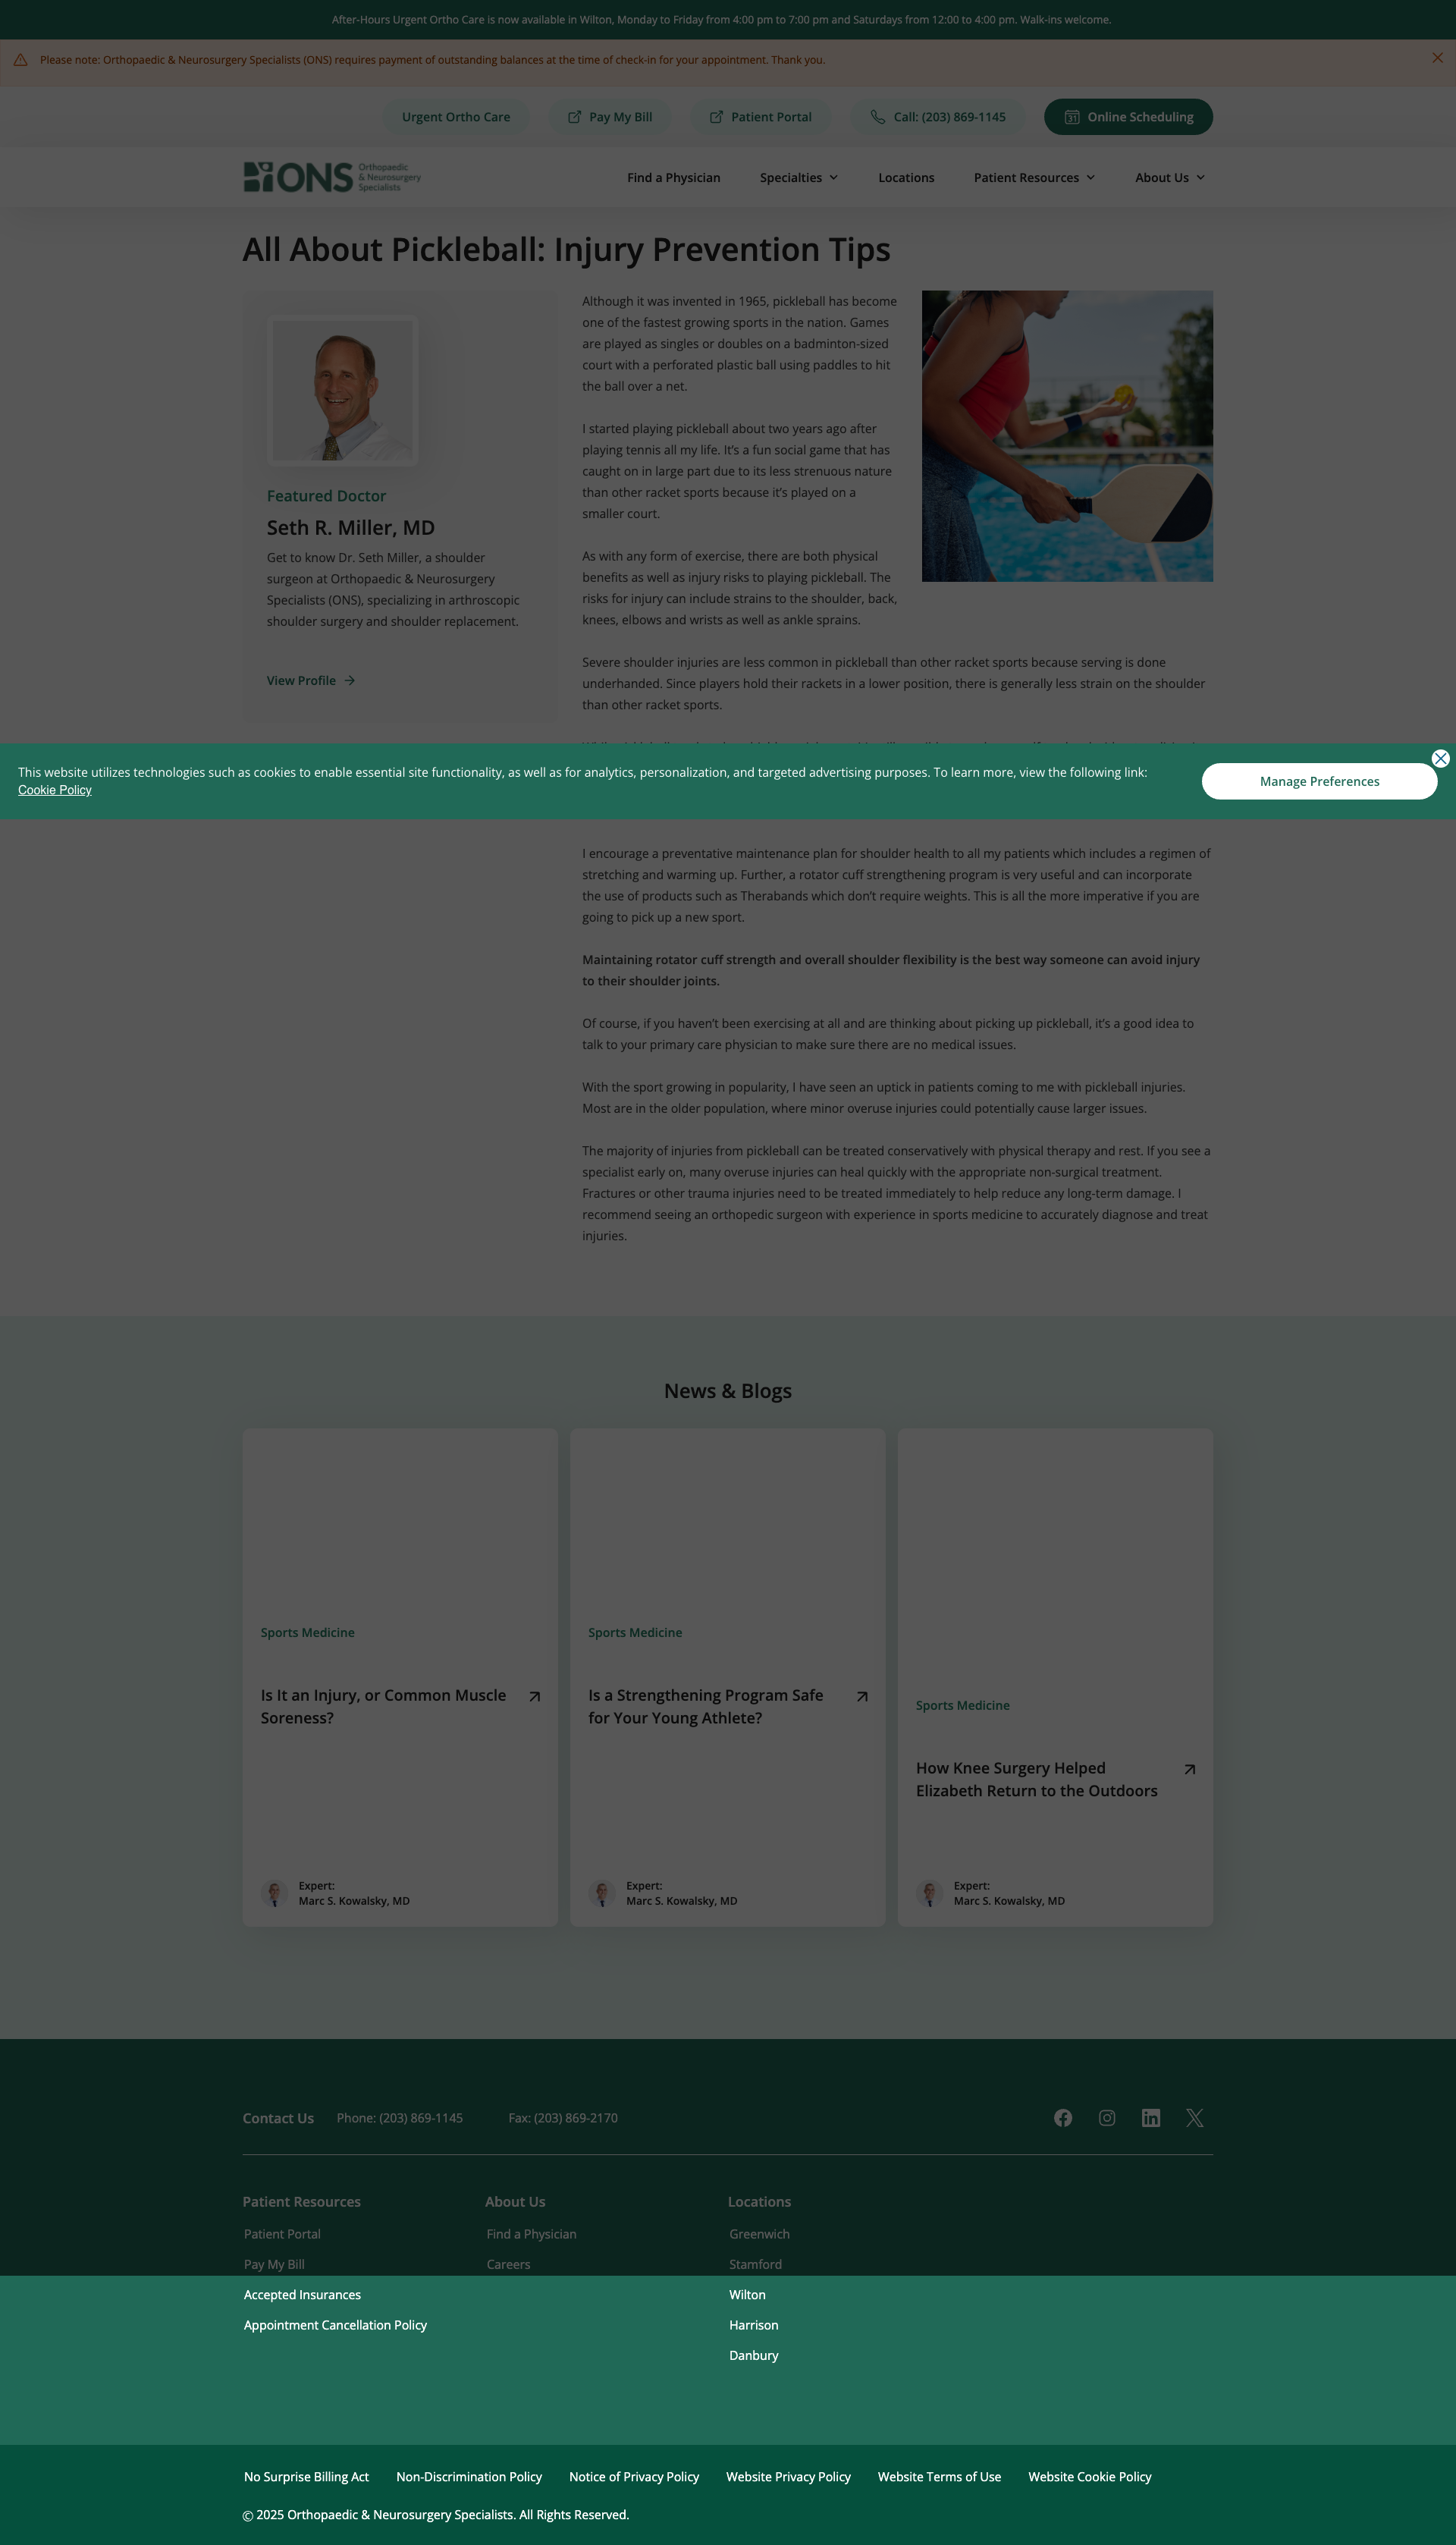 After-Hours Urgent Ortho Care is now available in Wilton, Monday to Friday from 4:00 pm to 7:00 pm and Saturdays from 12:00 to 4:00 pm. Walk-ins welcome.
Please note: Orthopaedic & Neurosurgery Specialists (ONS) requires payment of outstanding balances at the time of check-in for your appointment. Thank you.
Urgent Ortho Care
Pay My Bill
Patient Portal
Call: (203) 869-1145
31
Online Scheduling
ONS
Orthopaedic
& Neurosurgery
Specialists
Find a Physician
Specialties
Locations
Patient Resources
About Us
All About Pickleball: Injury Prevention Tips
Featured Doctor
Seth R. Miller, MD
Get to know Dr. Seth Miller, a shoulder
surgeon at Orthopaedic & Neurosurgery
Specialists (ONS), specializing in arthroscopic
shoulder surgery and shoulder replacement.
View Profile
Although it was invented in 1965, pickleball has become
one of the fastest growing sports in the nation. Games
are played as singles or doubles on a badminton-sized
court with a perforated plastic ball using paddles to hit
the ball over a net.
I started playing pickleball about two years ago after
playing tennis all my life. It’s a fun social game that has
caught on in large part due to its less strenuous nature
than other racket sports because it’s played on a
smaller court.
As with any form of exercise, there are both physical
benefits as well as injury risks to playing pickleball. The
risks for injury can include strains to the shoulder, back,
knees, elbows and wrists as well as ankle sprains.
Severe shoulder injuries are less common in pickleball than other racket sports because serving is done
underhanded. Since players hold their rackets in a lower position, there is generally less strain on the shoulder
than other racket sports.
This website utilizes technologies such as cookies to enable essential site functionality, as well as for analytics, personalization, and targeted advertising purposes. To learn more, view the following link:
Cookie Policy
Manage Preferences
I encourage a preventative maintenance plan for shoulder health to all my patients which includes a regimen of
stretching and warming up. Further, a rotator cuff strengthening program is very useful and can incorporate
the use of products such as Therabands which don’t require weights. This is all the more imperative if you are
going to pick up a new sport.
Maintaining rotator cuff strength and overall shoulder flexibility is the best way someone can avoid injury
to their shoulder joints.
Of course, if you haven’t been exercising at all and are thinking about picking up pickleball, it’s a good idea to
talk to your primary care physician to make sure there are no medical issues.
With the sport growing in popularity, I have seen an uptick in patients coming to me with pickleball injuries.
Most are in the older population, where minor overuse injuries could potentially cause larger issues.
The majority of injuries from pickleball can be treated conservatively with physical therapy and rest. If you see a
specialist early on, many overuse injuries can heal quickly with the appropriate non-surgical treatment.
Fractures or other trauma injuries need to be treated immediately to help reduce any long-term damage. I
recommend seeing an orthopedic surgeon with experience in sports medicine to accurately diagnose and treat
injuries.
News & Blogs
Sports Medicine
Is It an Injury, or Common Muscle
Soreness?
Expert:
Marc S. Kowalsky, MD
Sports Medicine
Is a Strengthening Program Safe
for Your Young Athlete?
Expert:
Marc S. Kowalsky, MD
Sports Medicine
How Knee Surgery Helped
Elizabeth Return to the Outdoors
Expert:
Marc S. Kowalsky, MD
Contact Us
Phone: (203) 869-1145
Fax: (203) 869-2170
Patient Resources
Patient Portal
Pay My Bill
Accepted Insurances
Appointment Cancellation Policy
About Us
Find a Physician
Careers
Locations
Greenwich
Stamford
Wilton
Harrison
Danbury
No Surprise Billing Act
Non-Discrimination Policy
Notice of Privacy Policy
Website Privacy Policy
Website Terms of Use
Website Cookie Policy
© 2025 Orthopaedic & Neurosurgery Specialists. All Rights Reserved.